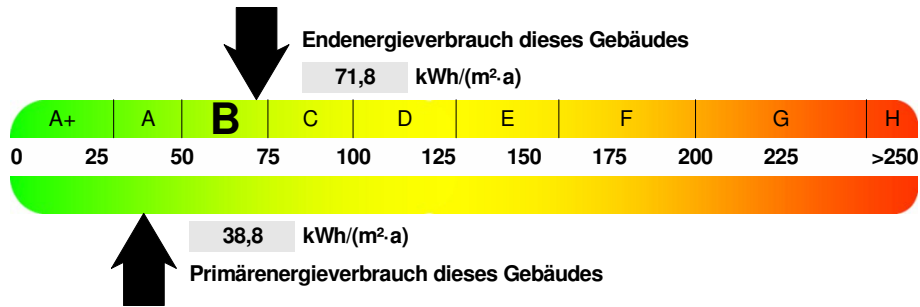 Endenergieverbrauch dieses Gebäudes
71,8 kWh/(m²·a)
A+ A B C D E F G H
0 25 50 75 100 125 150 175 200 225 >250
38,8 kWh/(m²·a)
Primärenergieverbrauch dieses Gebäudes